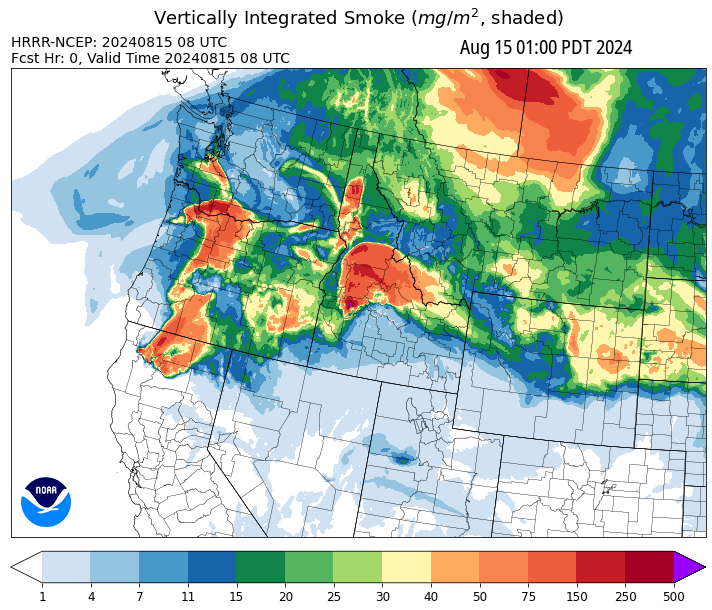 Vertically Integrated Smoke (mg/m², shaded)
HRRR-NCEP: 20240815 08 UTC
Aug 15 01:00 PDT 2024
Fcst Hr: 0, Valid Time 20240815 08 UTC
NOAA
1 4 7 11 15 20 25 30 40 50 75 150 250 500